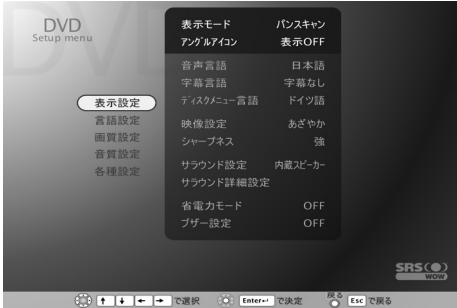 DVD
Setup menu
表示設定
言語設定
画質設定
音質設定
各種設定
表示モード パンスキャン
アングルアイコン 表示OFF
音声言語 日本語
字幕言語 字幕なし
ディスクメニュー言語 ドイツ語
映像設定 あざやか
シャープネス 強
サラウンド設定 内蔵スピーカー
サラウンド詳細設定
省電力モード OFF
ブザー設定 OFF
SRS
WOW
で選択 Enter で決定 戻る Esc で戻る